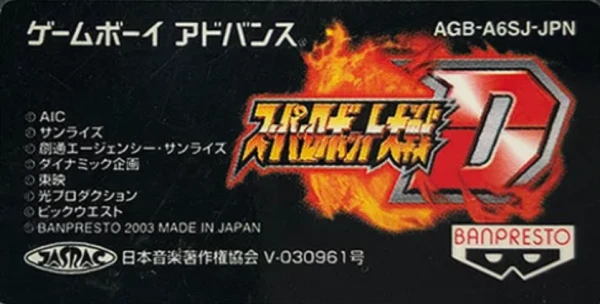 ゲームボーイ アドバンス
AGB-A6SJ-JPN
© AIC
© サンライズ
© 創通エージェンシー・サンライズ
© ダイナミック企画
© 東映
© 光プロダクション
© ビックウエスト
© BANPRESTO 2003 MADE IN JAPAN
スーパーロボット大戦
D
BANPRESTO
JASRAC
日本音楽著作権協会 V-030961号